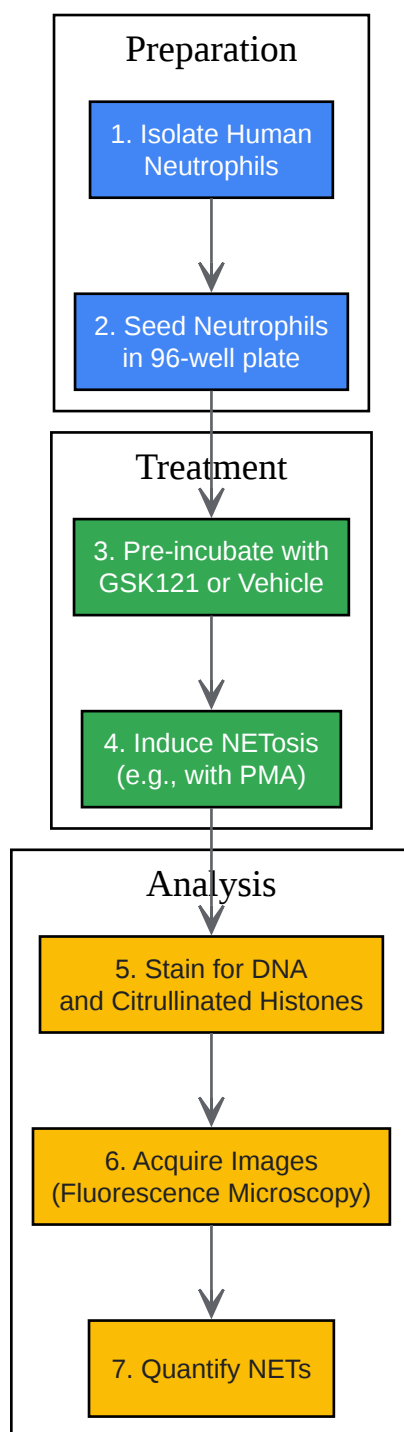 Preparation
1. Isolate Human
Neutrophils
2. Seed Neutrophils
in 96-well plate
Treatment
3. Pre-incubate with
GSK121 or Vehicle
4. Induce NETosis
(e.g., with PMA)
Analysis
5. Stain for DNA
and Citrullinated Histones
6. Acquire Images
(Fluorescence Microscopy)
7. Quantify NETs